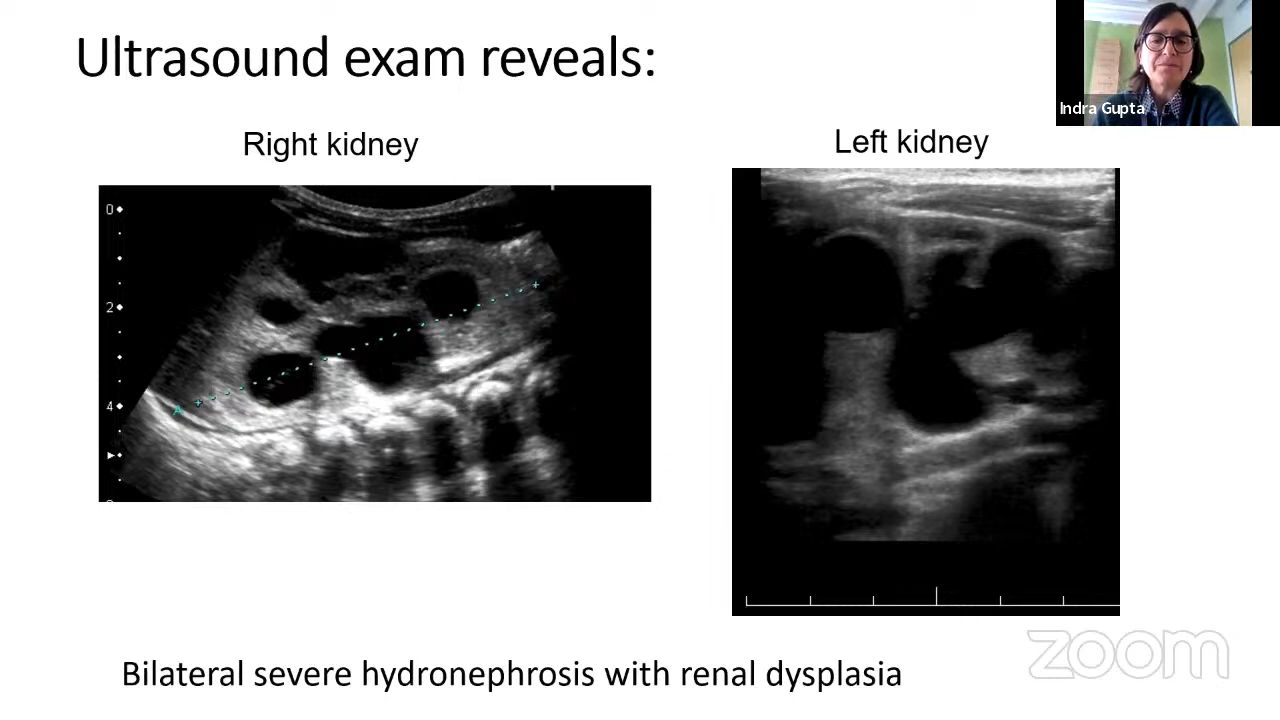 Ultrasound exam reveals:
Indra Gupta
Right kidney
Left kidney
0
2
4
A
Bilateral severe hydronephrosis with renal dysplasia
zoom